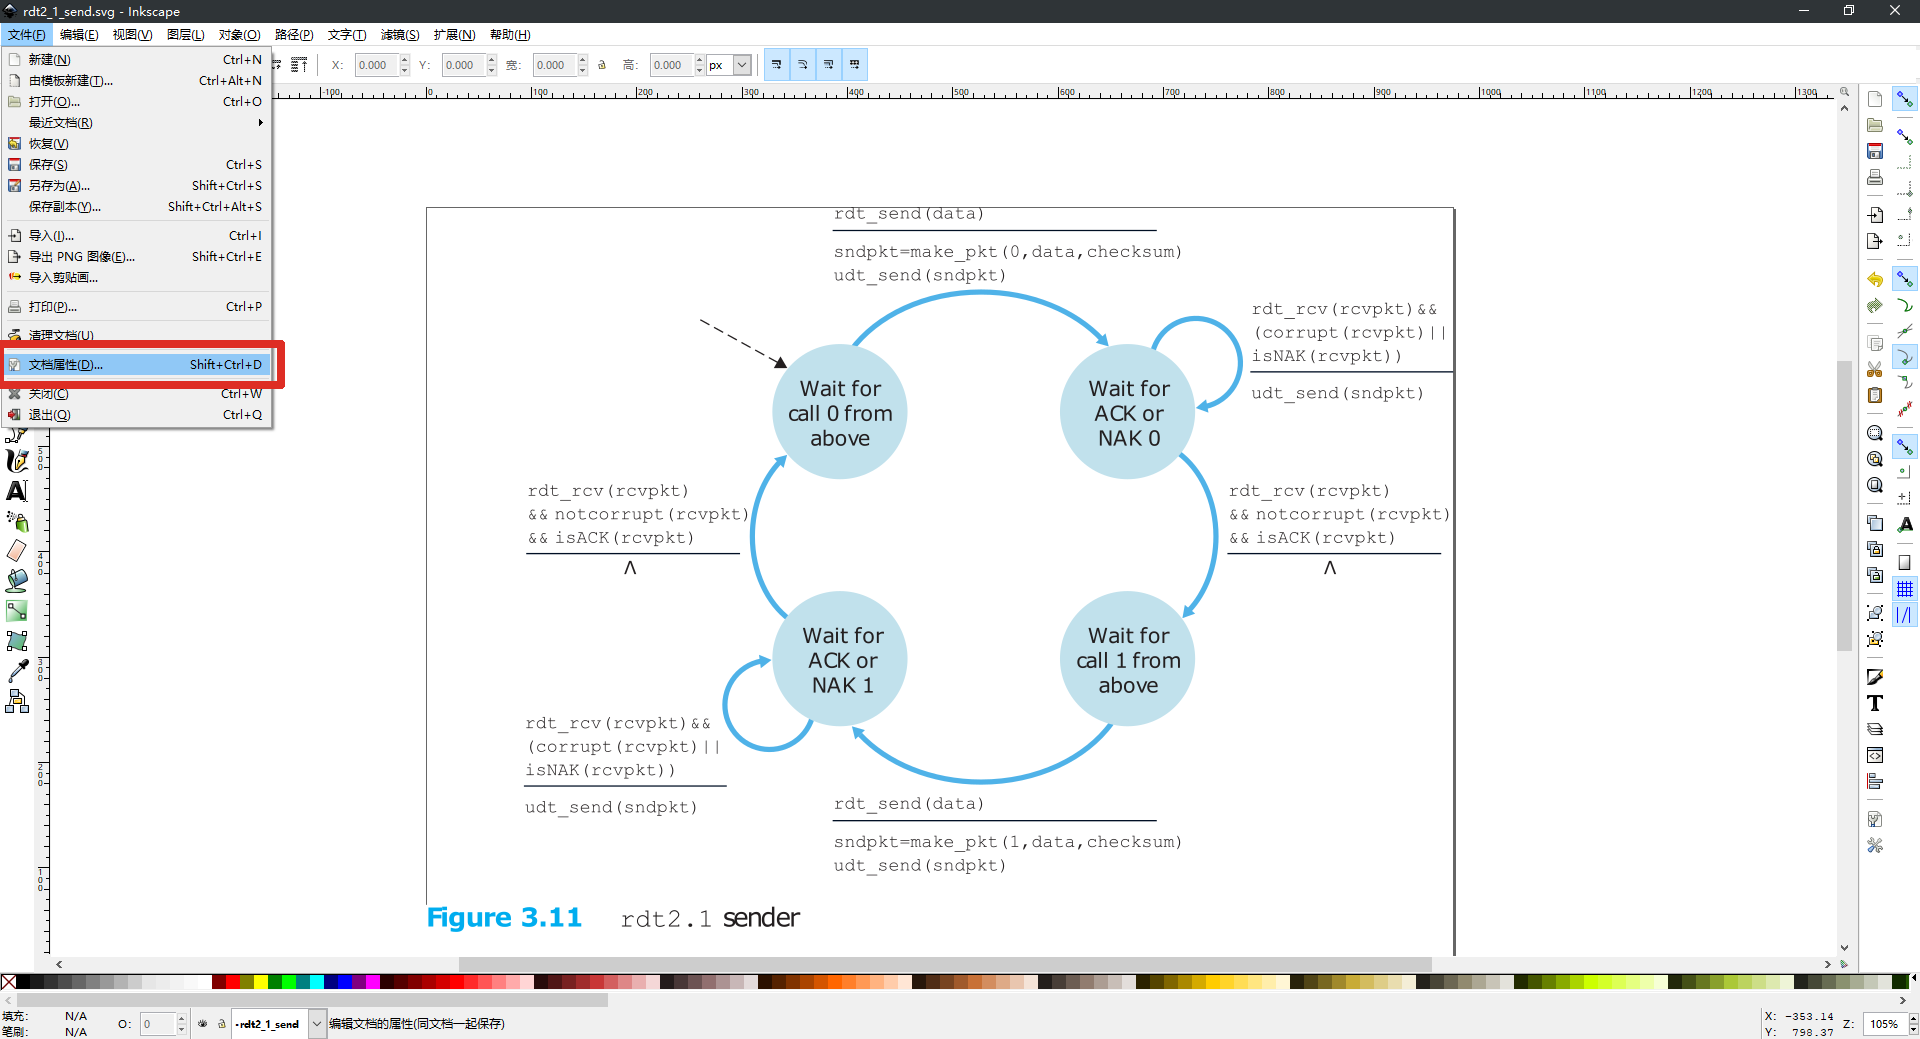 rdt2_1_send.svg - Inkscape
文件(F) 编辑(E) 视图(V) 图层(L) 对象(O) 路径(P) 文字(T) 滤镜(S) 扩展(N) 帮助(H)
X: 0.000 Y: 0.000 宽: 0.000 高: 0.000 px
新建(N) Ctrl+N
由模板新建(T)... Ctrl+Alt+N
打开(O)... Ctrl+O
最近文档(R)
恢复(V)
保存(S) Ctrl+S
另存为(A)... Shift+Ctrl+S
保存副本(Y)... Shift+Ctrl+Alt+S
导入(I)... Ctrl+I
导出 PNG 图像(E)... Shift+Ctrl+E
导入剪贴画...
打印(P)... Ctrl+P
清理文档(U)
文档属性(D)... Shift+Ctrl+D
关闭(C) Ctrl+W
退出(Q) Ctrl+Q
-100 0 100 200 300 400 500 600 700 800 900 1000 1100 1200 1300
500
400
300
200
100
rdt_send(data)
sndpkt=make_pkt(0,data,checksum)
udt_send(sndpkt)
rdt_rcv(rcvpkt)&&
(corrupt(rcvpkt)||
isNAK(rcvpkt))
udt_send(sndpkt)
Wait for
call 0 from
above
Wait for
ACK or
NAK 0
rdt_rcv(rcvpkt)
&& notcorrupt(rcvpkt)
&& isACK(rcvpkt)
Λ
rdt_rcv(rcvpkt)
&& notcorrupt(rcvpkt)
&& isACK(rcvpkt)
Λ
Wait for
ACK or
NAK 1
Wait for
call 1 from
above
rdt_rcv(rcvpkt)&&
(corrupt(rcvpkt)||
isNAK(rcvpkt))
udt_send(sndpkt)
rdt_send(data)
sndpkt=make_pkt(1,data,checksum)
udt_send(sndpkt)
Figure 3.11 rdt2.1 sender
填充: N/A
笔刷: N/A
O: 0
•rdt2_1_send
编辑文档的属性(同文档一起保存)
X: -353.14
Y: 798.37
Z: 105%